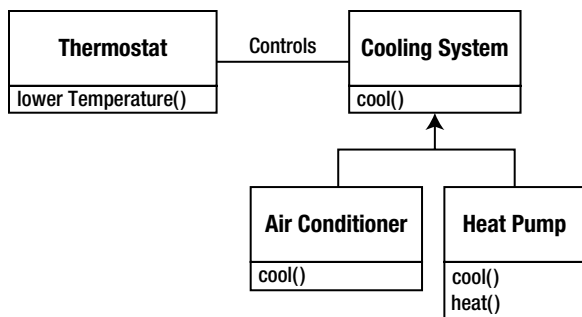 Thermostat
Controls
Cooling System
lower Temperature()
cool()
Air Conditioner
Heat Pump
cool()
cool()
heat()